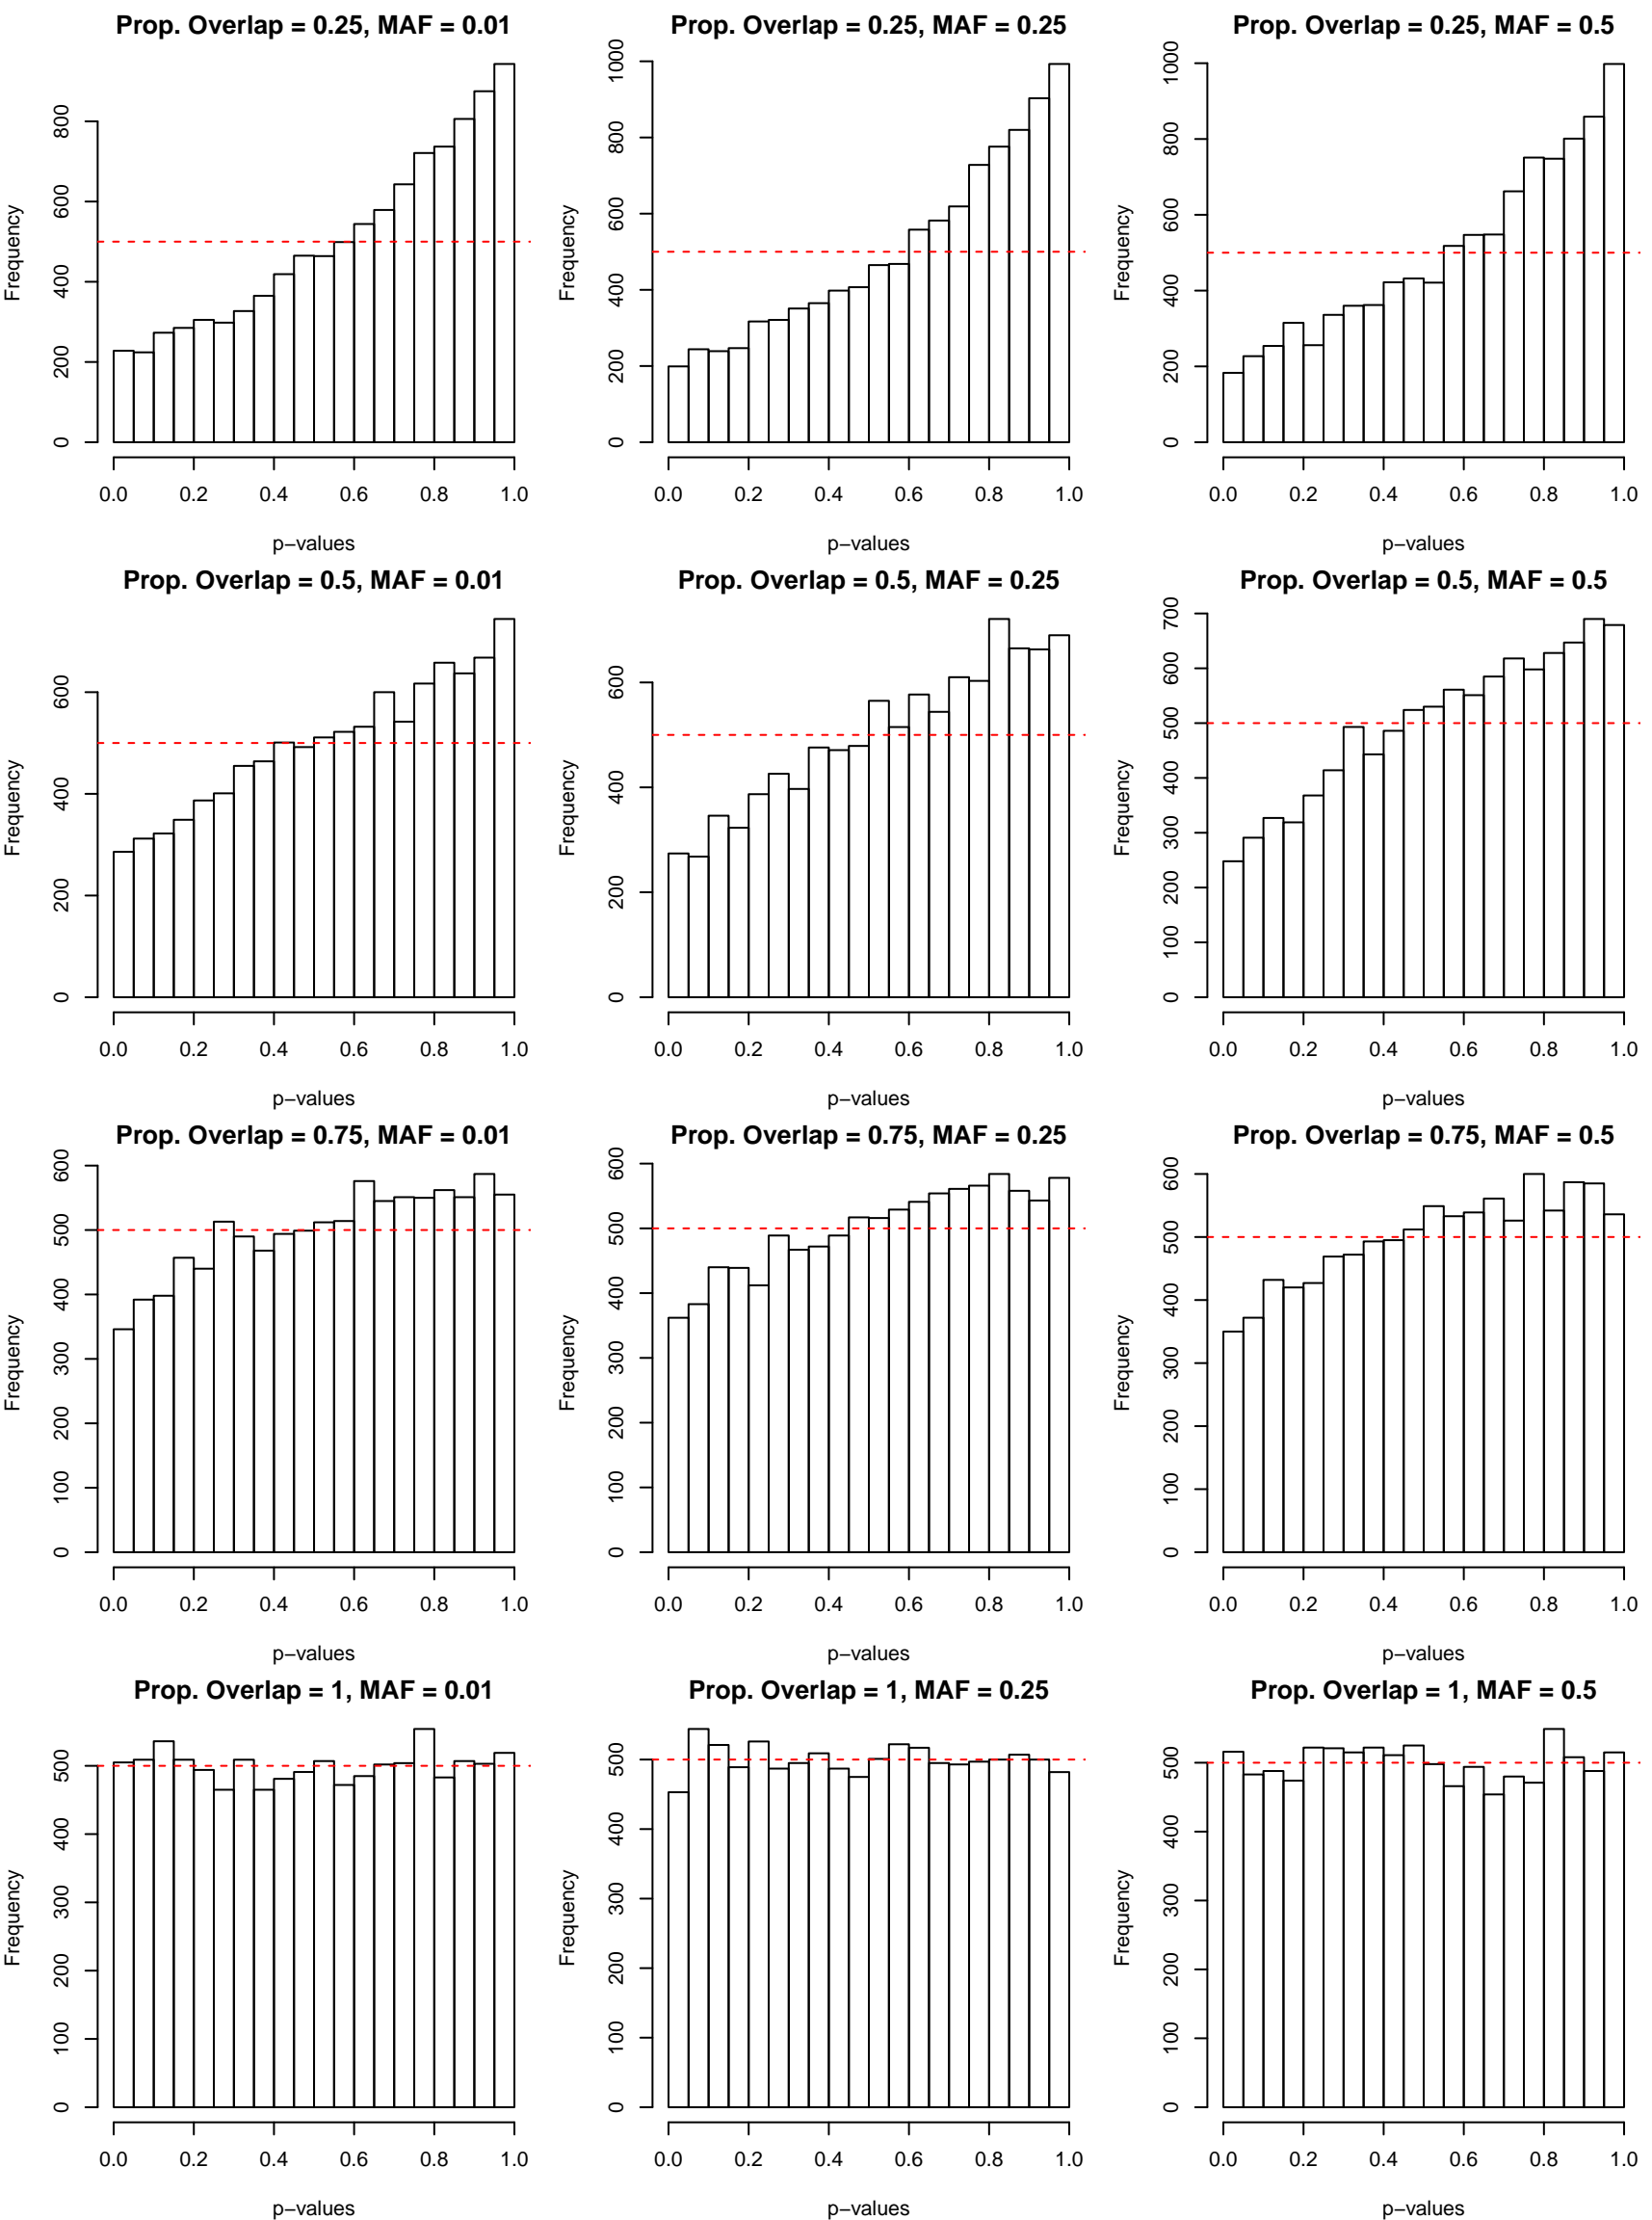 Prop. Overlap = 0.25, MAF = 0.01
Frequency
0 200 400 600 800
0.0 0.2 0.4 0.6 0.8 1.0
p−values
Prop. Overlap = 0.25, MAF = 0.25
Frequency
0 200 400 600 800 1000
0.0 0.2 0.4 0.6 0.8 1.0
p−values
Prop. Overlap = 0.25, MAF = 0.5
Frequency
0 200 400 600 800 1000
0.0 0.2 0.4 0.6 0.8 1.0
p−values
Prop. Overlap = 0.5, MAF = 0.01
Frequency
0 200 400 600
0.0 0.2 0.4 0.6 0.8 1.0
p−values
Prop. Overlap = 0.5, MAF = 0.25
Frequency
0 200 400 600
0.0 0.2 0.4 0.6 0.8 1.0
p−values
Prop. Overlap = 0.5, MAF = 0.5
Frequency
0 100 200 300 400 500 600 700
0.0 0.2 0.4 0.6 0.8 1.0
p−values
Prop. Overlap = 0.75, MAF = 0.01
Frequency
0 100 200 300 400 500 600
0.0 0.2 0.4 0.6 0.8 1.0
p−values
Prop. Overlap = 0.75, MAF = 0.25
Frequency
0 100 200 300 400 500 600
0.0 0.2 0.4 0.6 0.8 1.0
p−values
Prop. Overlap = 0.75, MAF = 0.5
Frequency
0 100 200 300 400 500 600
0.0 0.2 0.4 0.6 0.8 1.0
p−values
Prop. Overlap = 1, MAF = 0.01
Frequency
0 100 200 300 400 500
0.0 0.2 0.4 0.6 0.8 1.0
p−values
Prop. Overlap = 1, MAF = 0.25
Frequency
0 100 200 300 400 500
0.0 0.2 0.4 0.6 0.8 1.0
p−values
Prop. Overlap = 1, MAF = 0.5
Frequency
0 100 200 300 400 500
0.0 0.2 0.4 0.6 0.8 1.0
p−values